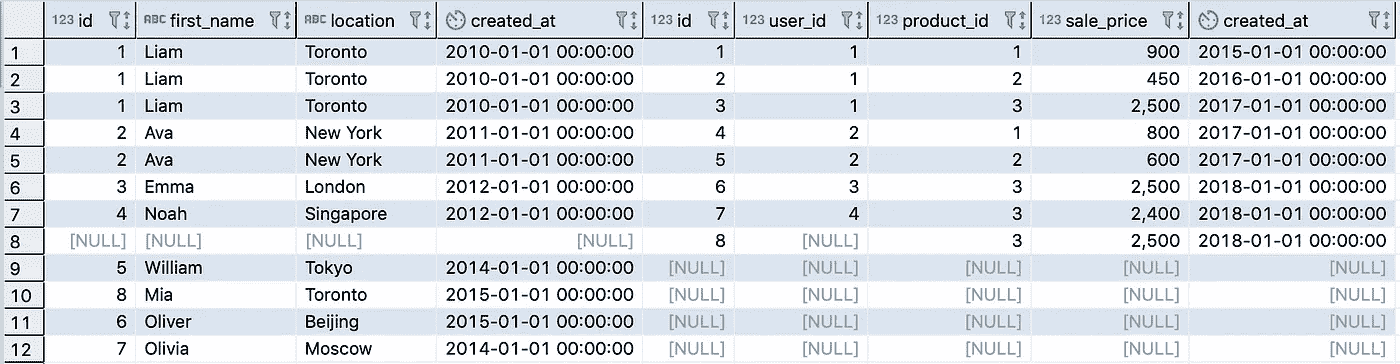 123 id ABC first_name ABC location created_at 123 id 123 user_id 123 product_id 123 sale_price created_at
1 1 Liam Toronto 2010-01-01 00:00:00 1 1 1 900 2015-01-01 00:00:00
2 1 Liam Toronto 2010-01-01 00:00:00 2 1 2 450 2016-01-01 00:00:00
3 1 Liam Toronto 2010-01-01 00:00:00 3 1 3 2,500 2017-01-01 00:00:00
4 2 Ava New York 2011-01-01 00:00:00 4 2 1 800 2017-01-01 00:00:00
5 2 Ava New York 2011-01-01 00:00:00 5 2 2 600 2017-01-01 00:00:00
6 3 Emma London 2012-01-01 00:00:00 6 3 3 2,500 2018-01-01 00:00:00
7 4 Noah Singapore 2012-01-01 00:00:00 7 4 3 2,400 2018-01-01 00:00:00
8 [NULL] [NULL] [NULL] [NULL] 8 [NULL] 3 2,500 2018-01-01 00:00:00
9 5 William Tokyo 2014-01-01 00:00:00 [NULL] [NULL] [NULL] [NULL] [NULL]
10 8 Mia Toronto 2015-01-01 00:00:00 [NULL] [NULL] [NULL] [NULL] [NULL]
11 6 Oliver Beijing 2015-01-01 00:00:00 [NULL] [NULL] [NULL] [NULL] [NULL]
12 7 Olivia Moscow 2014-01-01 00:00:00 [NULL] [NULL] [NULL] [NULL] [NULL]